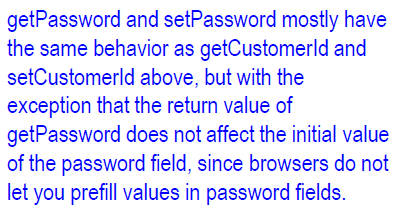 getPassword and setPassword mostly have
the same behavior as getCustomerId and
setCustomerId above, but with the
exception that the return value of
getPassword does not affect the initial value
of the password field, since browsers do not
let you prefill values in password fields.